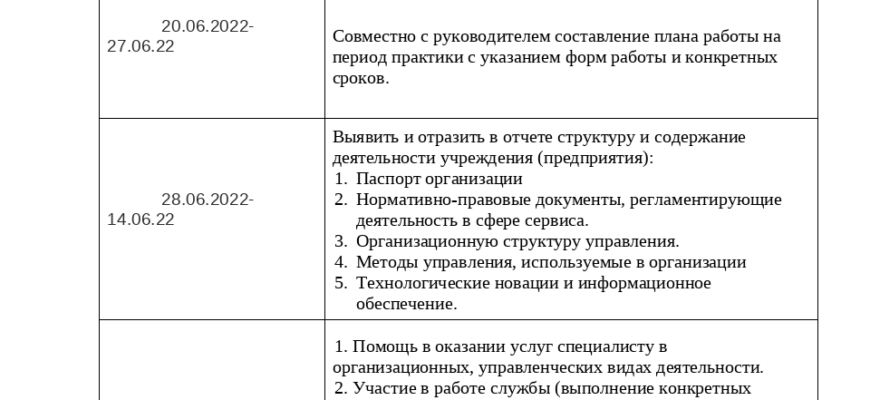 20.06.2022-
27.06.22
Совместно с руководителем составление плана работы на
период практики с указанием форм работы и конкретных
сроков.
28.06.2022-
14.06.22
Выявить и отразить в отчете структуру и содержание
деятельности учреждения (предприятия):
1. Паспорт организации
2. Нормативно-правовые документы, регламентирующие
деятельность в сфере сервиса.
3. Организационную структуру управления.
4. Методы управления, используемые в организации
5. Технологические новации и информационное
обеспечение.
1. Помощь в оказании услуг специалисту в
организационных, управленческих видах деятельности.
2. Участие в работе службы (выполнение конкретных